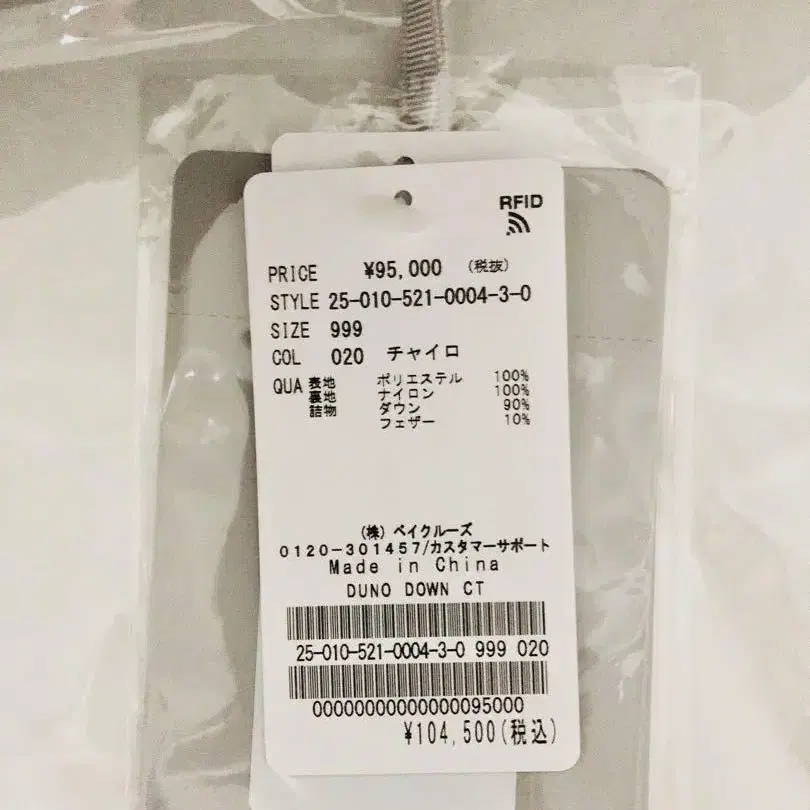 RFID
PRICE ¥95,000 (税抜)
STYLE 25-010-521-0004-3-0
SIZE 999
COL 020 チャイロ
QUA 表地 ポリエステル 100%
裏地 ナイロン 100%
詰物 ダウン 90%
フェザー 10%
(株) ベイクルーズ
0120-301457/カスタマーサポート
Made in China
DUNO DOWN CT
25-010-521-0004-3-0 999 020
00000000000000095000
¥104,500(税込)